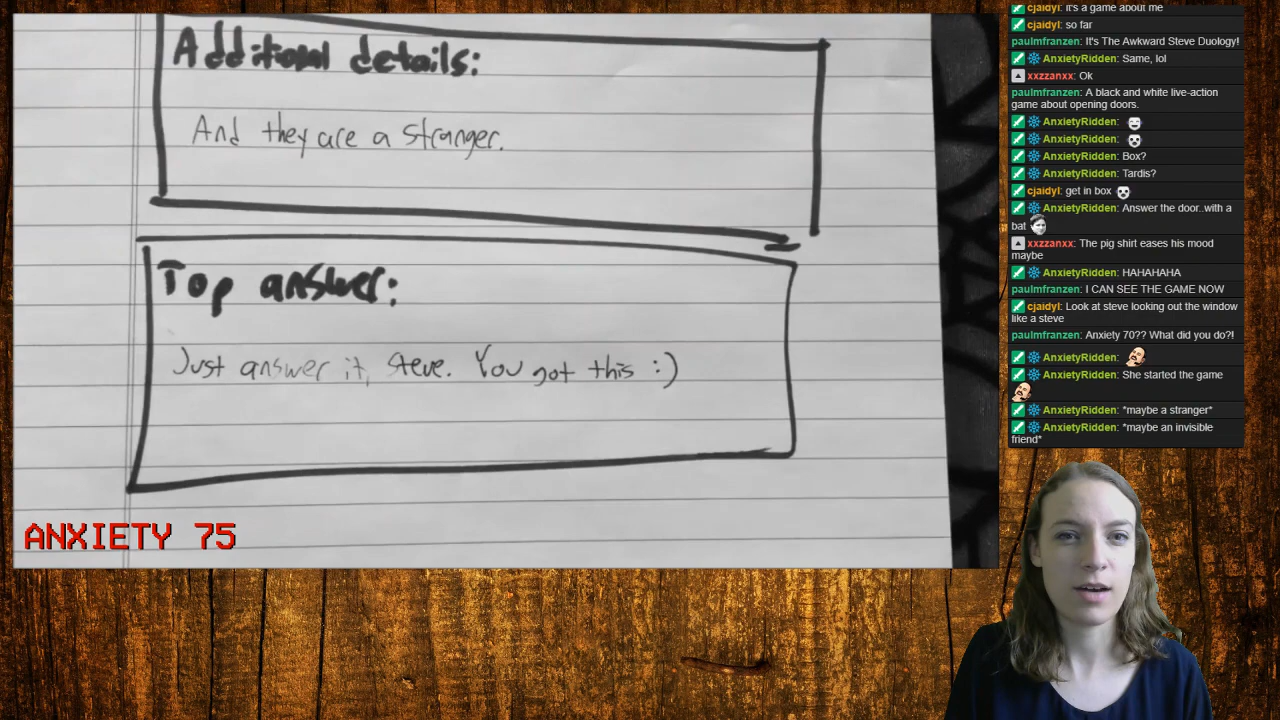 Additional details:
And they are a stranger.
Top answer:
Just answer it, Steve. You got this :)
ANXIETY 75
cjaidyl: it's a game about me
cjaidyl: so far
paulmfranzen: It's The Awkward Steve Duology!
AnxietyRidden: Same, lol
xxzzanxx: Ok
paulmfranzen: A black and white live-action
game about opening doors.
AnxietyRidden:
AnxietyRidden:
AnxietyRidden: Box?
AnxietyRidden: Tardis?
cjaidyl: get in box
AnxietyRidden: Answer the door..with a
bat
xxzzanxx: The pig shirt eases his mood
maybe
AnxietyRidden: HAHAHAHA
paulmfranzen: I CAN SEE THE GAME NOW
cjaidyl: Look at steve looking out the window
like a steve
paulmfranzen: Anxiety 70?? What did you do?!
AnxietyRidden:
AnxietyRidden: She started the game
AnxietyRidden: *maybe a stranger*
AnxietyRidden: *maybe an invisible
friend*